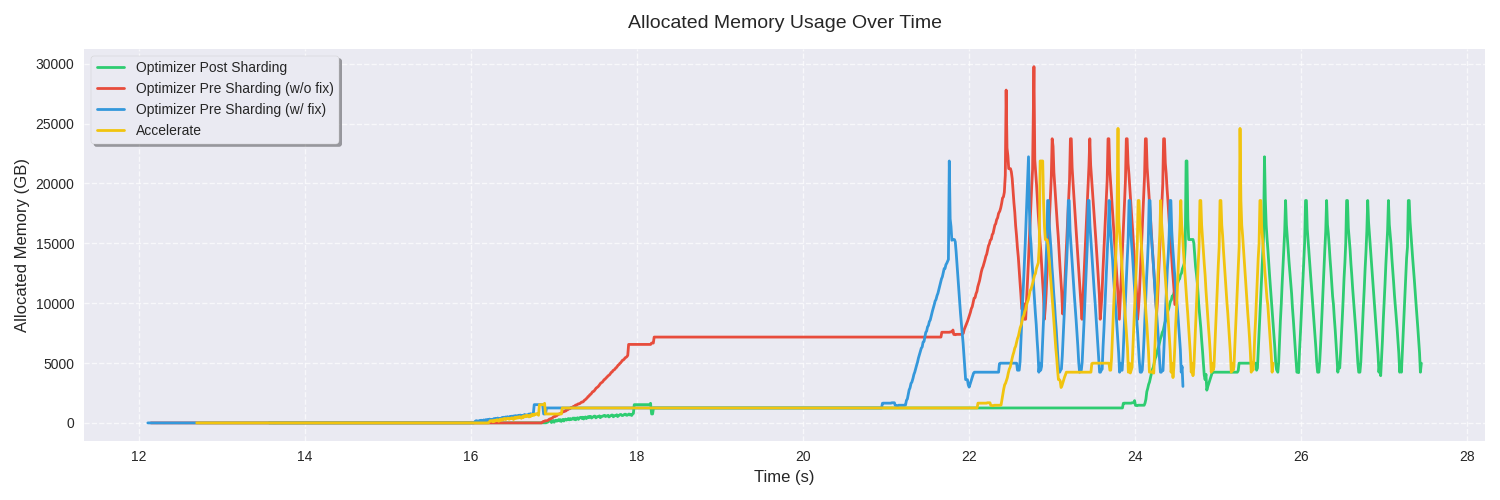 Allocated Memory Usage Over Time
Optimizer Post Sharding
Optimizer Pre Sharding (w/o fix)
Optimizer Pre Sharding (w/ fix)
Accelerate
Allocated Memory (GB)
30000
25000
20000
15000
10000
5000
0
12 14 16 18 20 22 24 26 28
Time (s)